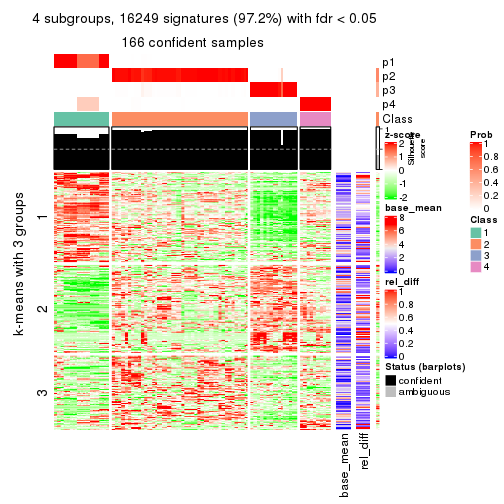 4 subgroups, 16249 signatures (97.2%) with fdr < 0.05
166 confident samples
p1
p2
p3
p4
Class
1
Silhouette
score
k-means with 3 groups
1
2
3
base_mean
rel_diff
z-score
2
1
0
-1
-2
base_mean
8
6
4
2
0
rel_diff
1
0.8
0.6
0.4
0.2
0
Status (barplots)
confident
ambiguous
Prob
1
0.8
0.6
0.4
0.2
0
Class
1
2
3
4